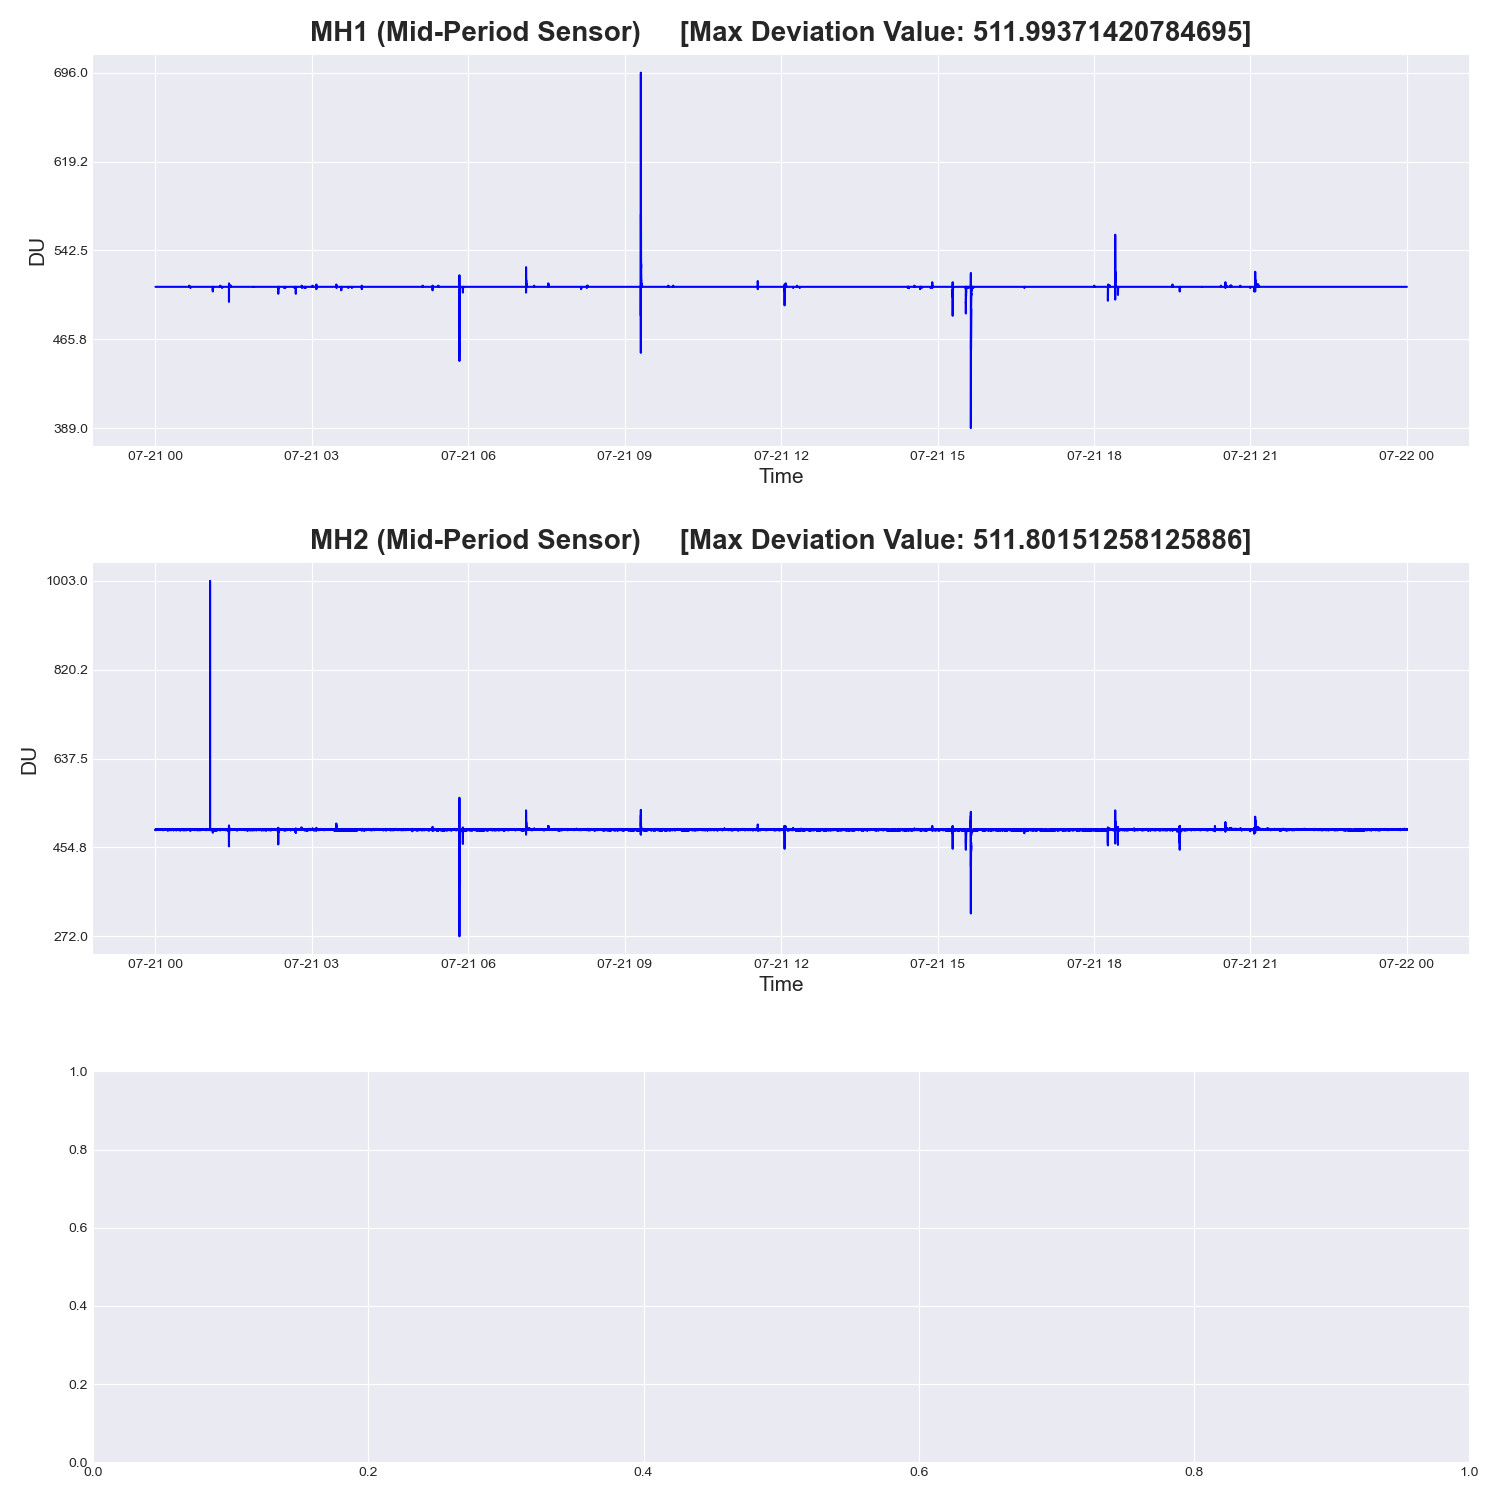 MH1 (Mid-Period Sensor) [Max Deviation Value: 511.99371420784695]
696.0
619.2
542.5
465.8
389.0
DU
07-21 00 07-21 03 07-21 06 07-21 09 07-21 12 07-21 15 07-21 18 07-21 21 07-22 00
Time
MH2 (Mid-Period Sensor) [Max Deviation Value: 511.80151258125886]
1003.0
820.2
637.5
454.8
272.0
DU
07-21 00 07-21 03 07-21 06 07-21 09 07-21 12 07-21 15 07-21 18 07-21 21 07-22 00
Time
1.0
0.8
0.6
0.4
0.2
0.0
0.0 0.2 0.4 0.6 0.8 1.0